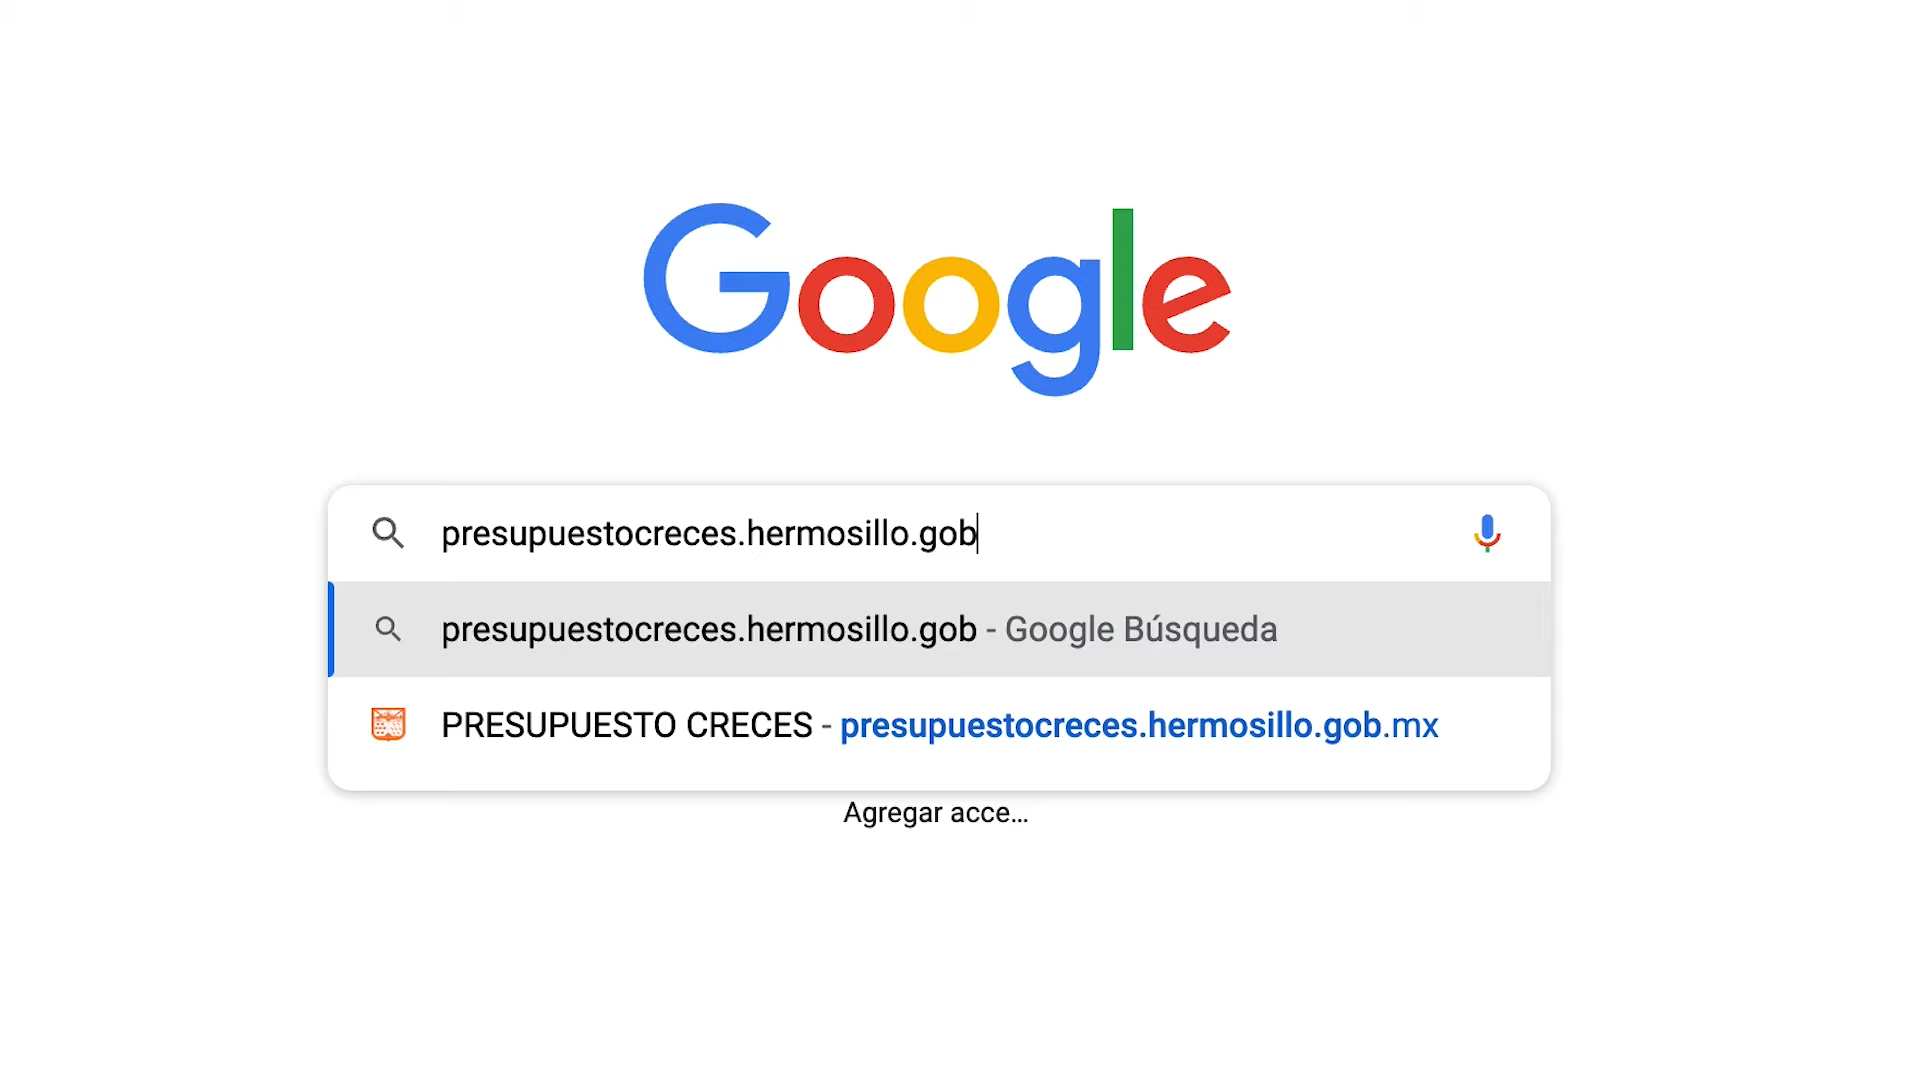 Google
presupuestocreces.hermosillo.gob
presupuestocreces.hermosillo.gob - Google Búsqueda
PRESUPUESTO CRECES - presupuestocreces.hermosillo.gob.mx
Agregar acce...